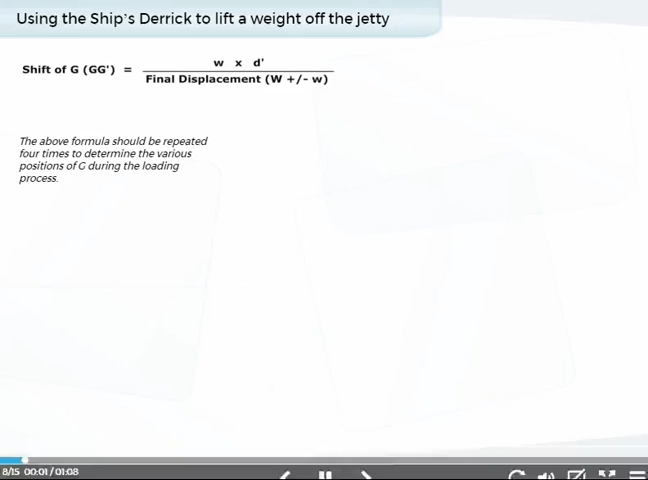 Using the Ship's Derrick to lift a weight off the jetty
w x d'
Shift of G (GG') =
Final Displacement (W +/- w)
The above formula should be repeated
four times to determine the various
positions of G during the loading
process.
8/15 00:01 / 01:08